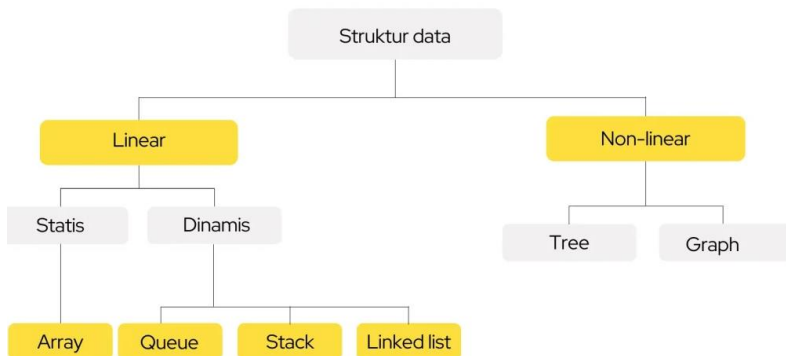 Struktur data
Linear
Non-linear
Statis
Dinamis
Tree
Graph
Array
Queue
Stack
Linked list